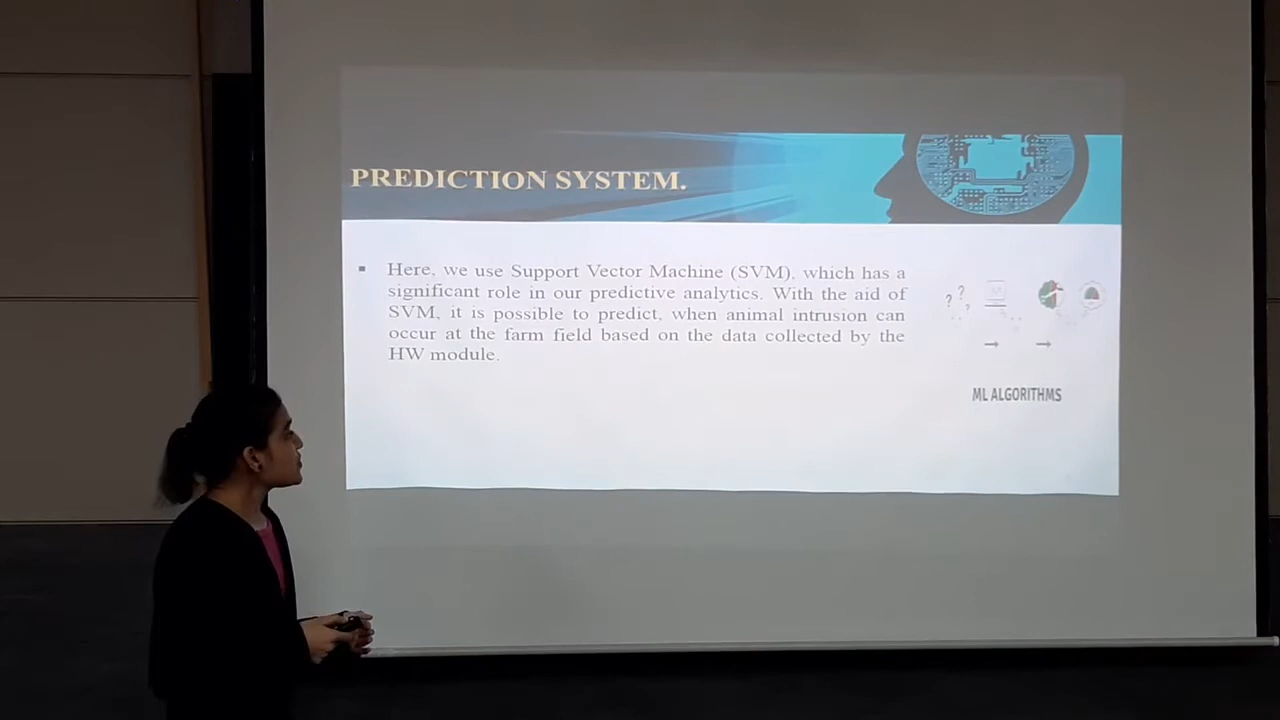 PREDICTION SYSTEM.
Here, we use Support Vector Machine (SVM), which has a
significant role in our predictive analytics. With the aid of
SVM, it is possible to predict, when animal intrusion can
occur at the farm field based on the data collected by the
HW module.
? ? ?
ML ALGORITHMS